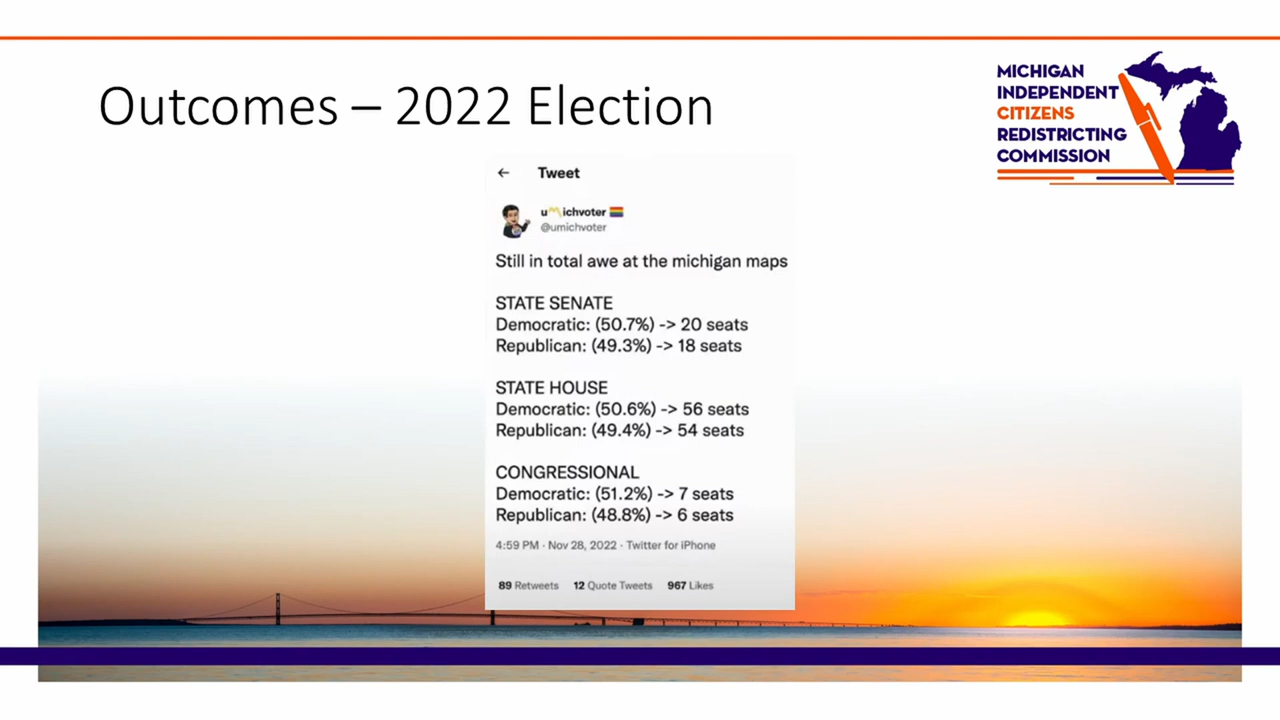 Outcomes – 2022 Election
MICHIGAN
INDEPENDENT
CITIZENS
REDISTRICTING
COMMISSION
← Tweet
u〽️ichvoter 🏳️‍🌈
@umichvoter
Still in total awe at the michigan maps
STATE SENATE
Democratic: (50.7%) -> 20 seats
Republican: (49.3%) -> 18 seats
STATE HOUSE
Democratic: (50.6%) -> 56 seats
Republican: (49.4%) -> 54 seats
CONGRESSIONAL
Democratic: (51.2%) -> 7 seats
Republican: (48.8%) -> 6 seats
4:59 PM · Nov 28, 2022 · Twitter for iPhone
89 Retweets 12 Quote Tweets 967 Likes